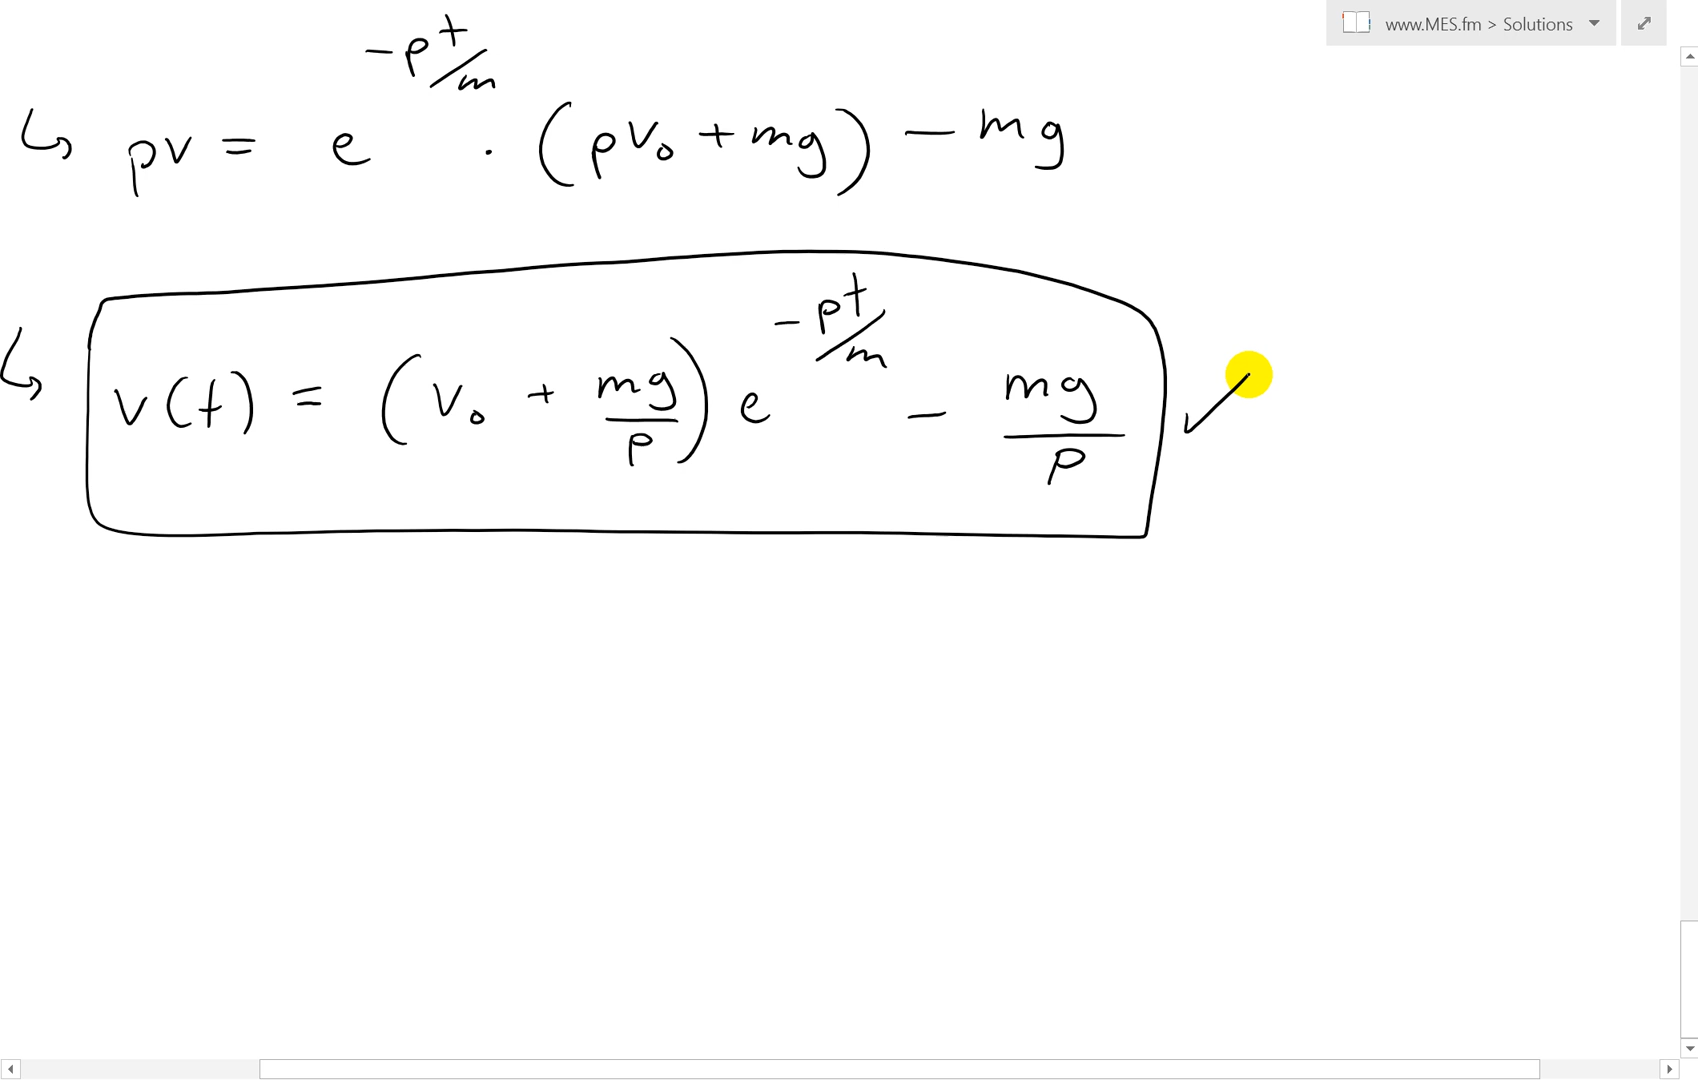 www.MES.fm > Solutions
↳ pv = e^(-pt/m) · (pv₀ + mg) - mg
↳ v(t) = (v₀ + mg/p) e^(-pt/m) - mg/p ✓